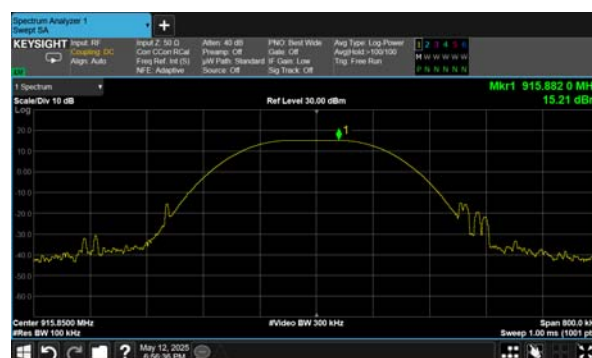 Spectrum Analyzer 1
Swept SA
KEYSIGHT Input: RF
Coupling: DC
Align: Auto
Input Z: 50 Ω
Corr CCorr RCal
Freq Ref: Int (S)
NFE: Adaptive
Atten: 40 dB
Preamp: Off
µW Path: Standard
Source: Off
PNO: Best Wide
Gate: Off
IF Gain: Low
Sig Track: Off
Avg Type: Log-Power
Avg|Hold: >100/100
Trig: Free Run
1 2 3 4 5 6
M W W W W W
P N N N N N
1 Spectrum
Scale/Div 10 dB
Ref Level 30.00 dBm
Mkr1 915.882 0 MH
15.21 dB
Log
20.0
10.0
0.00
-10.0
-20.0
-30.0
-40.0
-50.0
-60.0
1
Center 915.8500 MHz
#Res BW 100 kHz
#Video BW 300 kHz
Span 800.0 k
Sweep 1.00 ms (1001 pt
May 12, 2025
6:56:36 PM